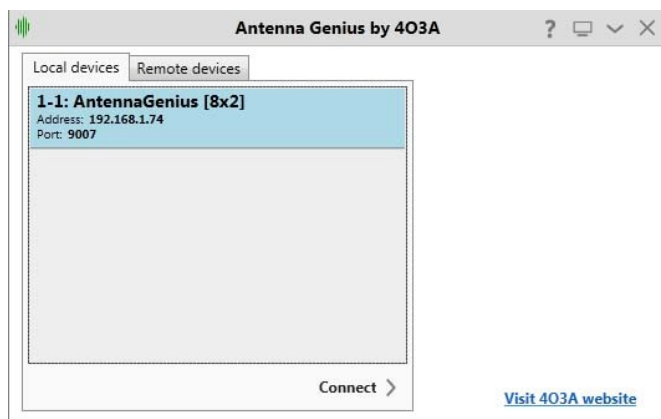 Antenna Genius by 4O3A
?
Local devices Remote devices
1-1: AntennaGenius [8x2]
Address: 192.168.1.74
Port: 9007
Connect
Visit 4O3A website